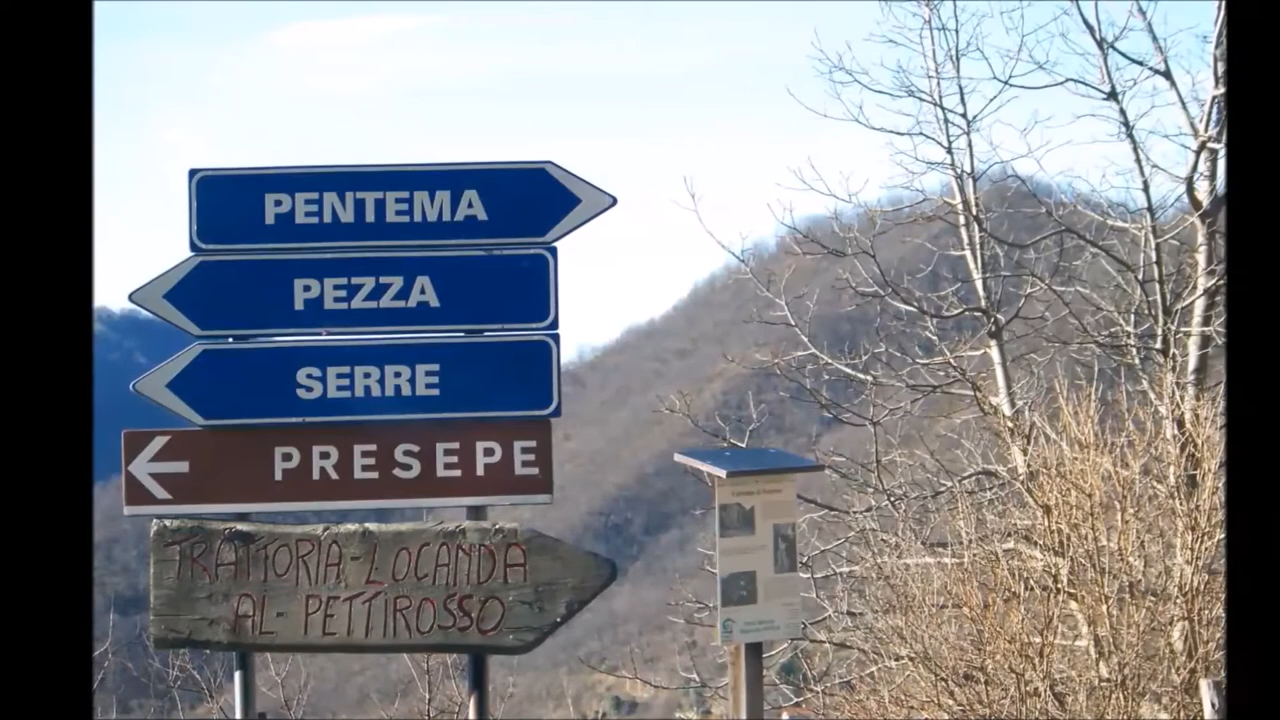 PENTEMA
PEZZA
SERRE
PRESEPE
TRATTORIA-LOCANDA
AL PETTIROSSO